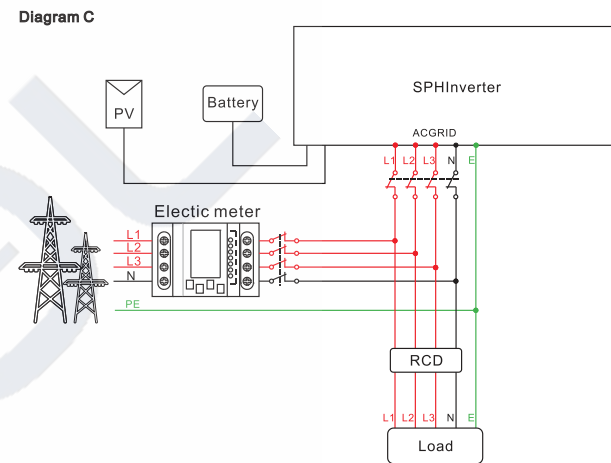 Diagram C
SPHInverter
PV
Battery
ACGRID
L1 L2 L3 N E
Electic meter
L1
L2
L3
N
PE
RCD
L1 L2 L3 N E
Load